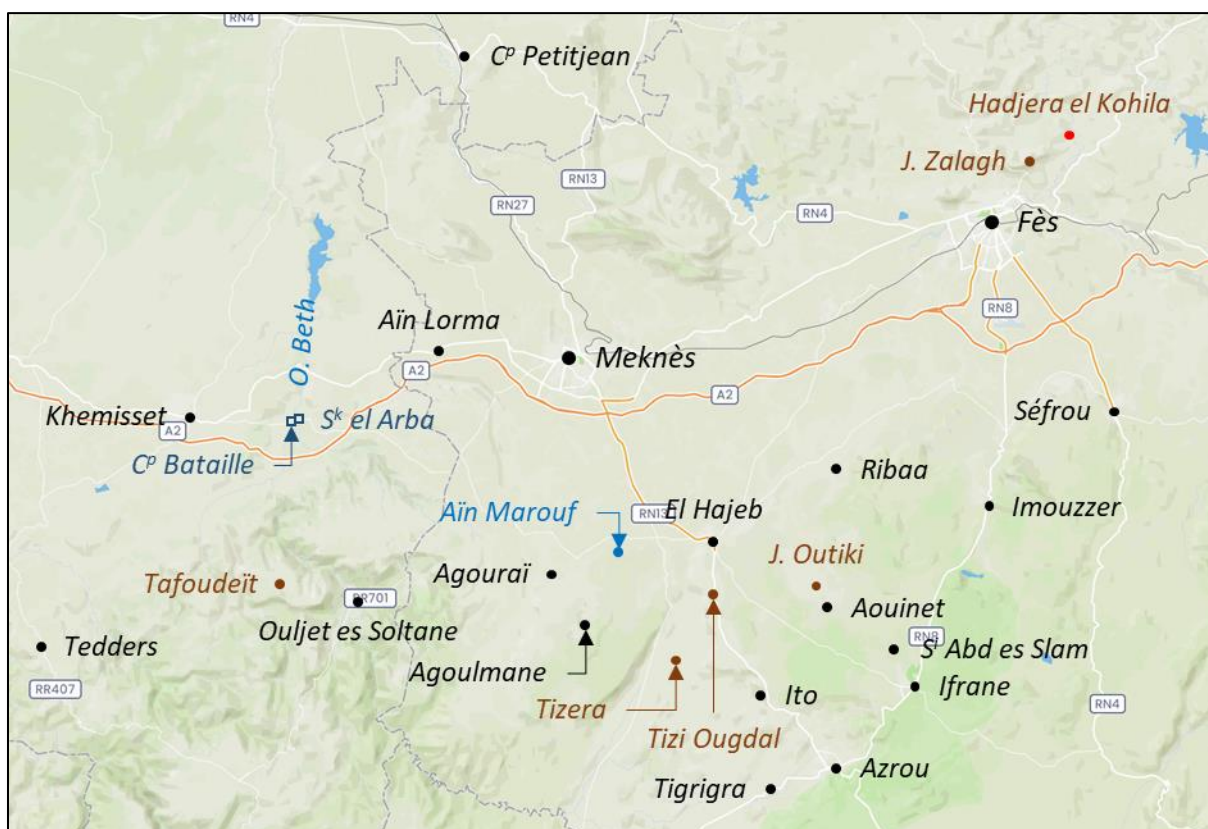 RN4
Cᵖ Petitjean
Hadjera el Kohila
J. Zalagh
RN13
RN27
RN4
Fès
RN8
O. Beth
Aïn Lorma
Meknès
A2
A2
Khemisset
A2
Sᵏ el Arba
Séfrou
Cᵖ Bataille
Ribaa
Aïn Marouf
RN13
El Hajeb
Imouzzer
Tafoudeït
Agouraï
J. Outiki
RR701
Aouinet
Ouljet es Soltane
Tedders
RN8
Sⁱ Abd es Slam
Agoulmane
RR407
Ifrane
Tizera
Ito
RN4
Tizi Ougdal
Azrou
Tigrigra